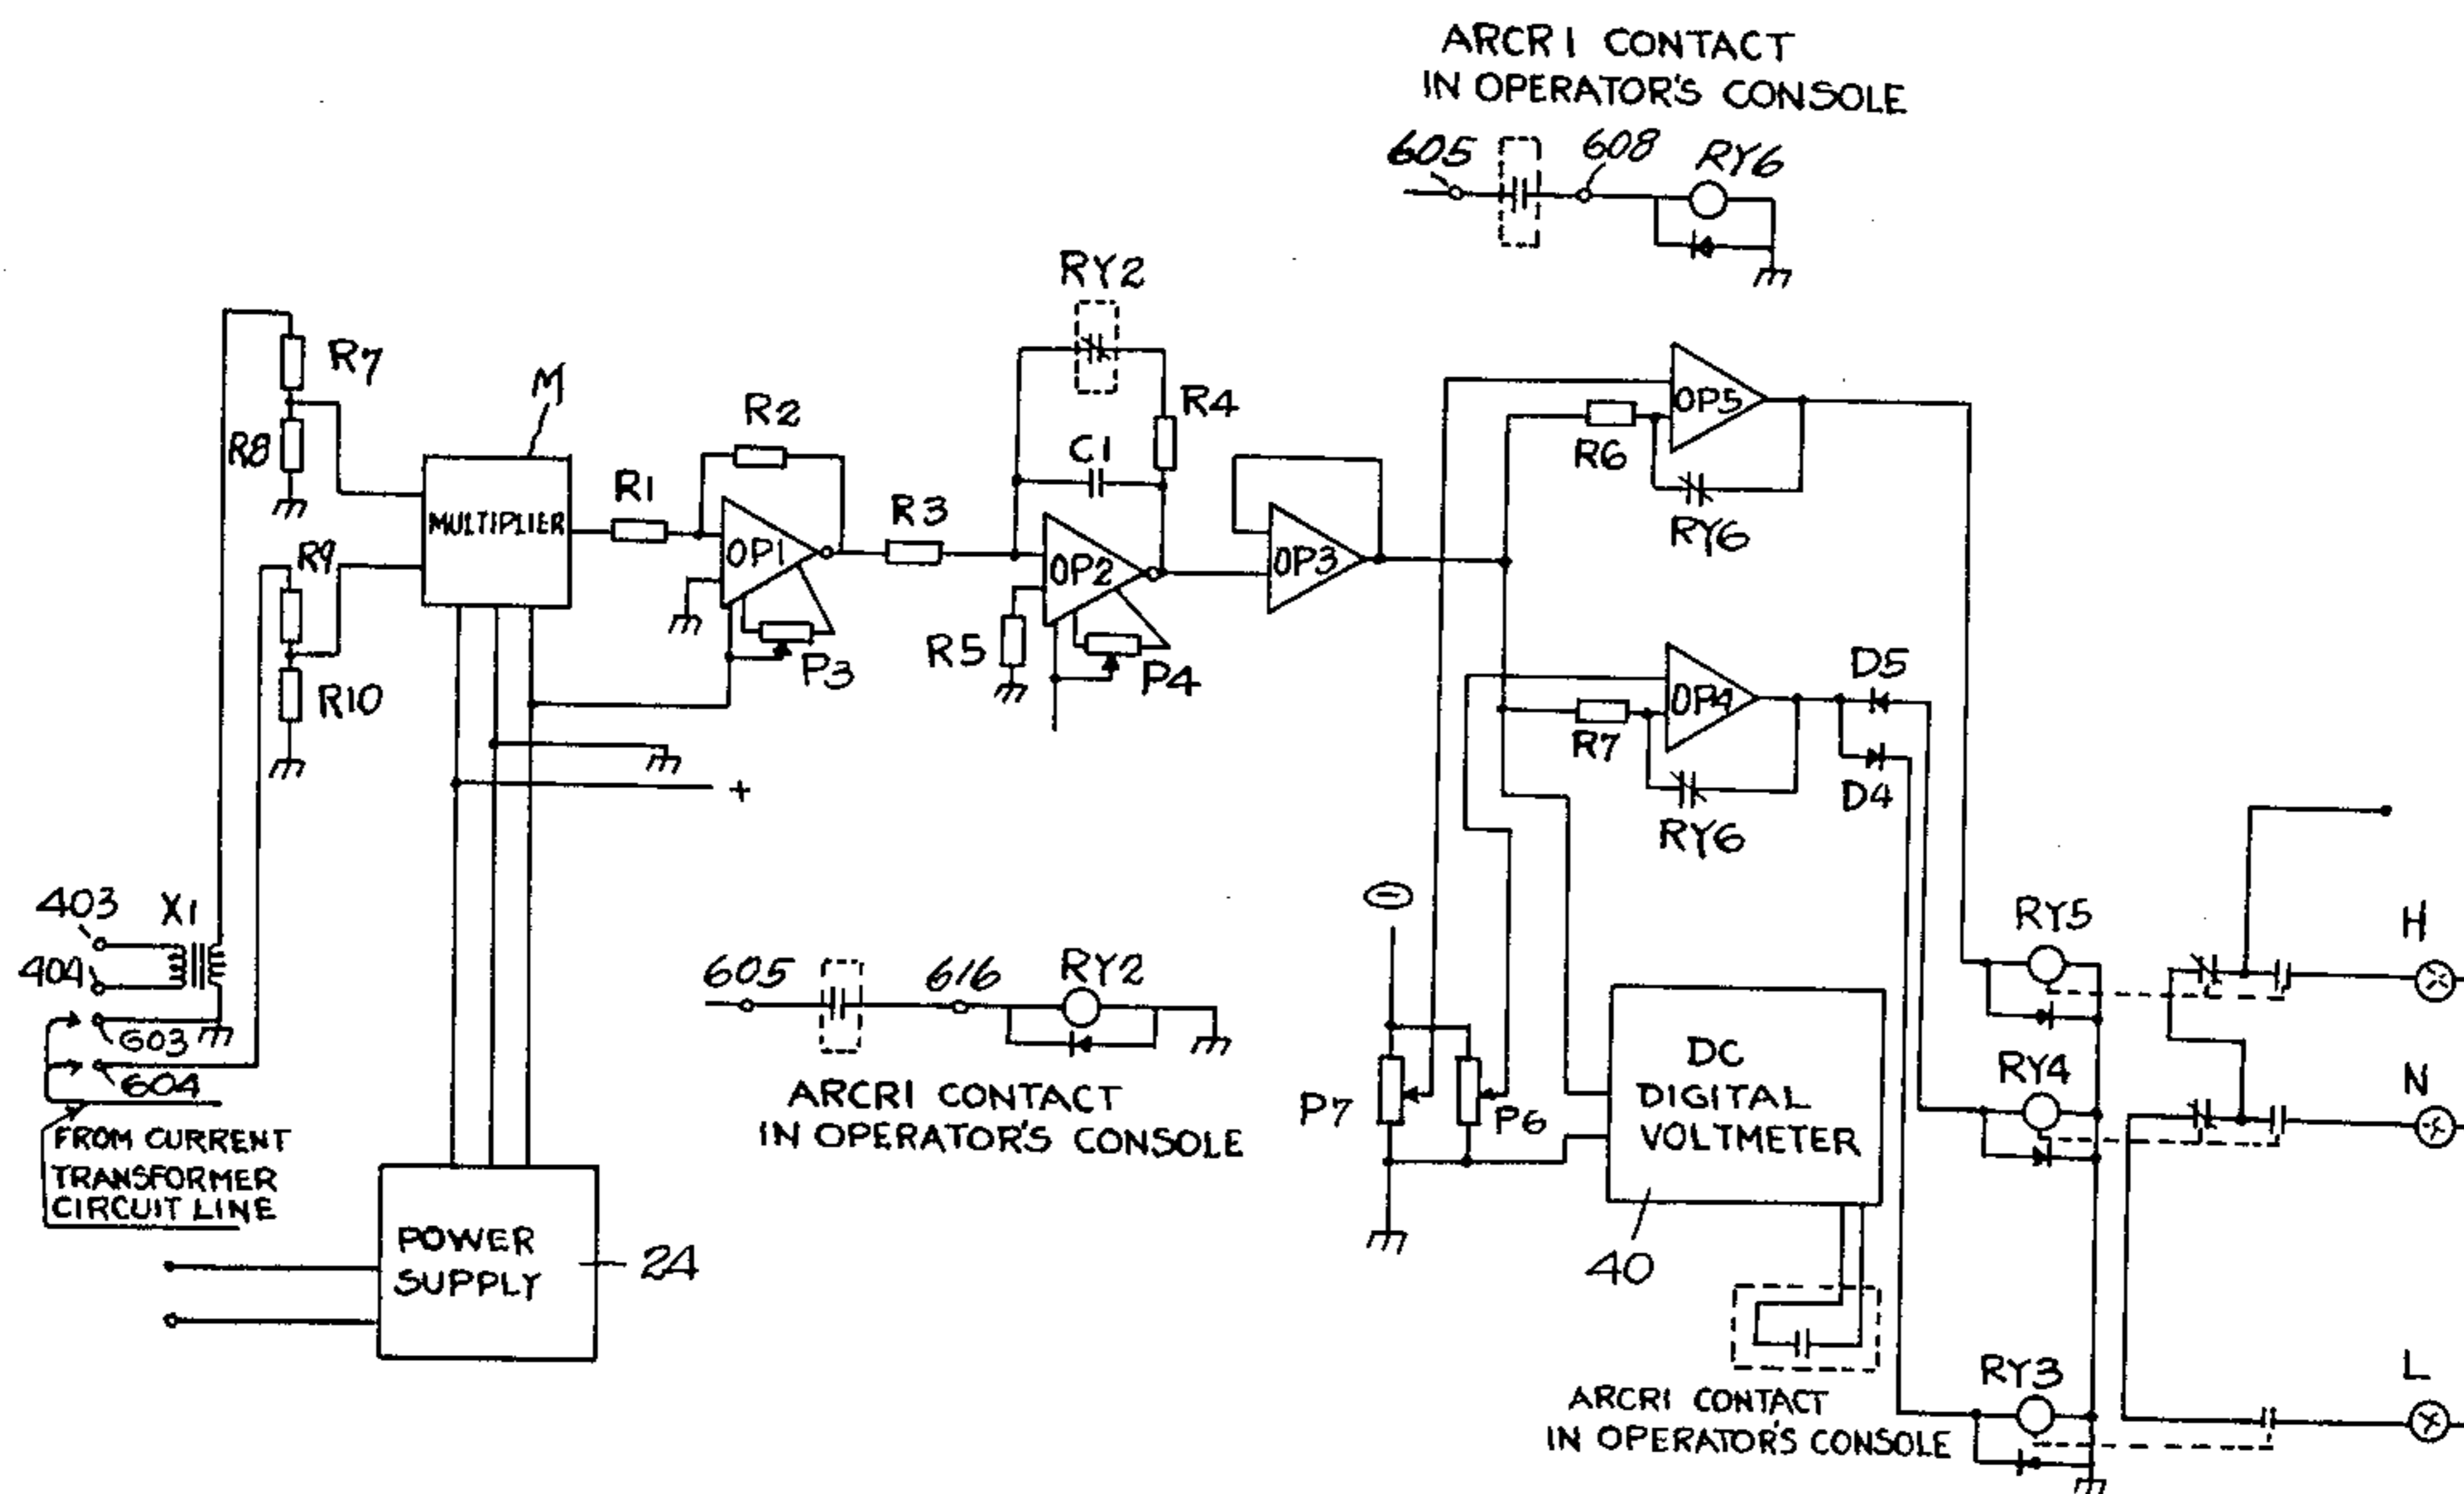 ARCR1 CONTACT
IN OPERATOR'S CONSOLE
605
608
RY6
RY2
R7
M
R2
R4
C1
OP5
R8
R6
R1
R3
MULTIPLIER
OP1
OP2
OP3
RY6
R9
R5
P3
P4
R10
OP4
D5
R7
D4
RY6
+
403
X1
404
603
604
FROM CURRENT
TRANSFORMER
CIRCUIT LINE
605
616
RY2
ARCR1 CONTACT
IN OPERATOR'S CONSOLE
POWER
SUPPLY
24
-
P7
P6
DC
DIGITAL
VOLTMETER
40
ARCR1 CONTACT
IN OPERATOR'S CONSOLE
RY5
H
RY4
N
RY3
L